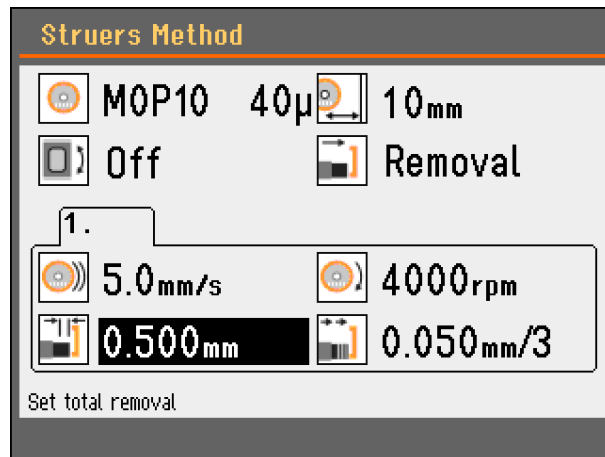 Struers Method
M0P10 40µ 10mm
Off Removal
1.
5.0mm/s 4000rpm
0.500mm 0.050mm/3
Set total removal